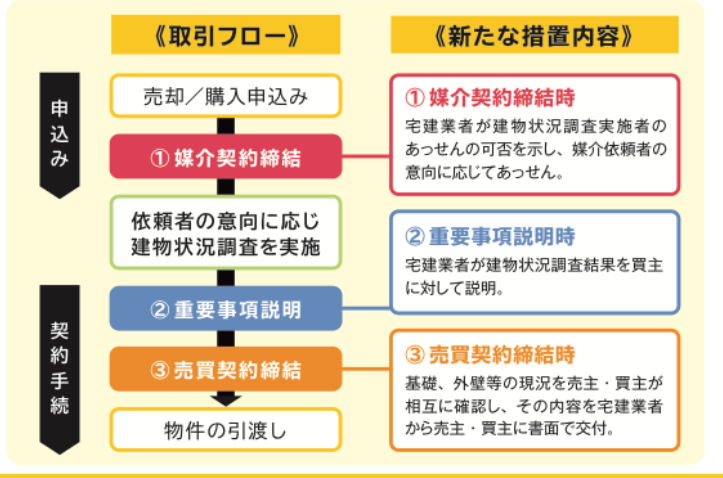 《取引フロー》
《新たな措置内容》
申込み
売却／購入申込み
①媒介契約締結
依頼者の意向に応じ
建物状況調査を実施
契約手続
②重要事項説明
③売買契約締結
物件の引渡し
①媒介契約締結時
宅建業者が建物状況調査実施者の
あっせんの可否を示し、媒介依頼者の
意向に応じてあっせん。
②重要事項説明時
宅建業者が建物状況調査結果を買主
に対して説明。
③売買契約締結時
基礎、外壁等の現況を売主・買主が
相互に確認し、その内容を宅建業者
から売主・買主に書面で交付。